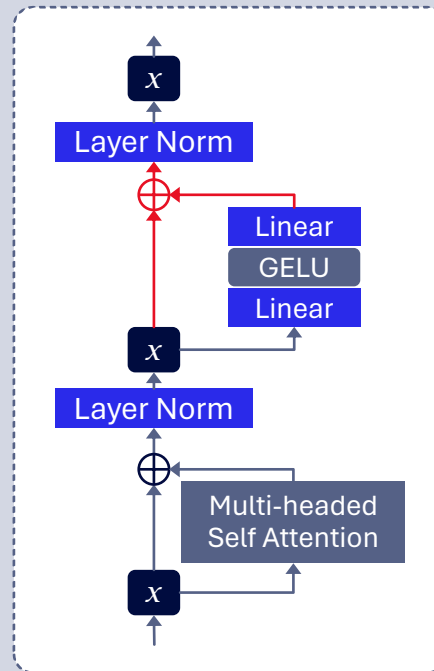 x
Layer Norm
Linear
GELU
Linear
x
Layer Norm
Multi-headed
Self Attention
x